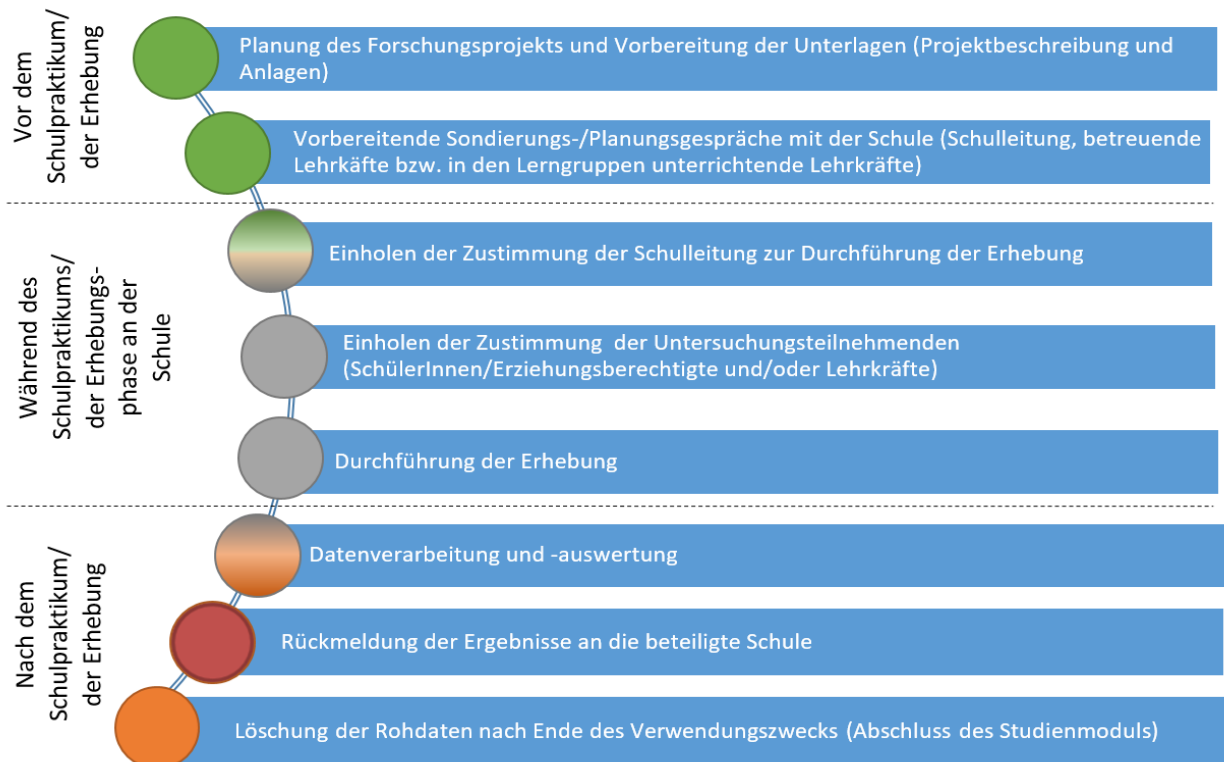 Vor dem
Schulpraktikum/
der Erhebung
Planung des Forschungsprojekts und Vorbereitung der Unterlagen (Projektbeschreibung und
Anlagen)
Vorbereitende Sondierungs-/Planungsgespräche mit der Schule (Schulleitung, betreuende
Lehrkäfte bzw. in den Lerngruppen unterrichtende Lehrkräfte)
Während des
Schulpraktikums/
der Erhebungs-
phase an der
Schule
Einholen der Zustimmung der Schulleitung zur Durchführung der Erhebung
Einholen der Zustimmung der Untersuchungsteilnehmenden
(SchülerInnen/Erziehungsberechtigte und/oder Lehrkräfte)
Durchführung der Erhebung
Nach dem
Schulpraktikum/
der Erhebung
Datenverarbeitung und -auswertung
Rückmeldung der Ergebnisse an die beteiligte Schule
Löschung der Rohdaten nach Ende des Verwendungszwecks (Abschluss des Studienmoduls)